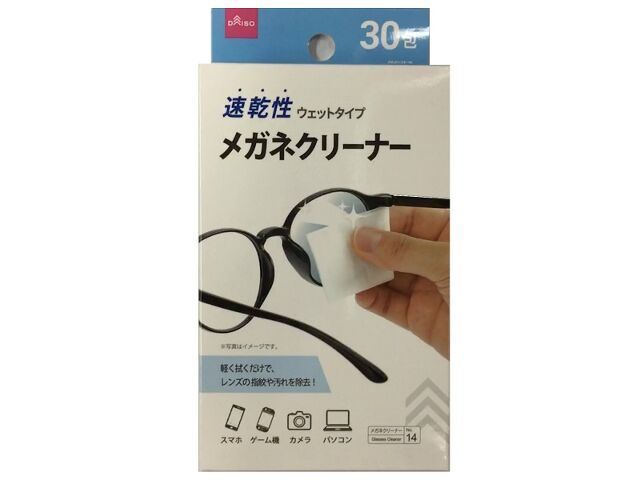 DAISO
30包
速乾性 ウェットタイプ
メガネクリーナー
※写真はイメージです。
軽く拭くだけで、
レンズの指紋や汚れを除去！
スマホ ゲーム機 カメラ パソコン
メガネクリーナー
Glasses Cleaner
No.
14